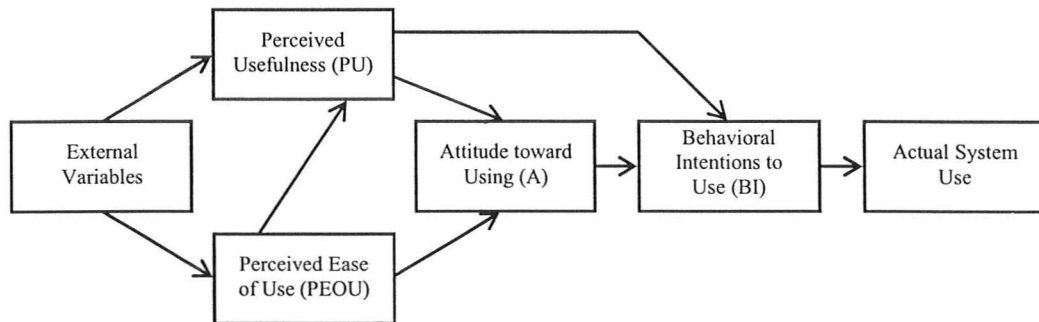 Perceived
Usefulness (PU)
External
Variables
Attitude toward
Using (A)
Behavioral
Intentions to
Use (BI)
Actual System
Use
Perceived Ease
of Use (PEOU)